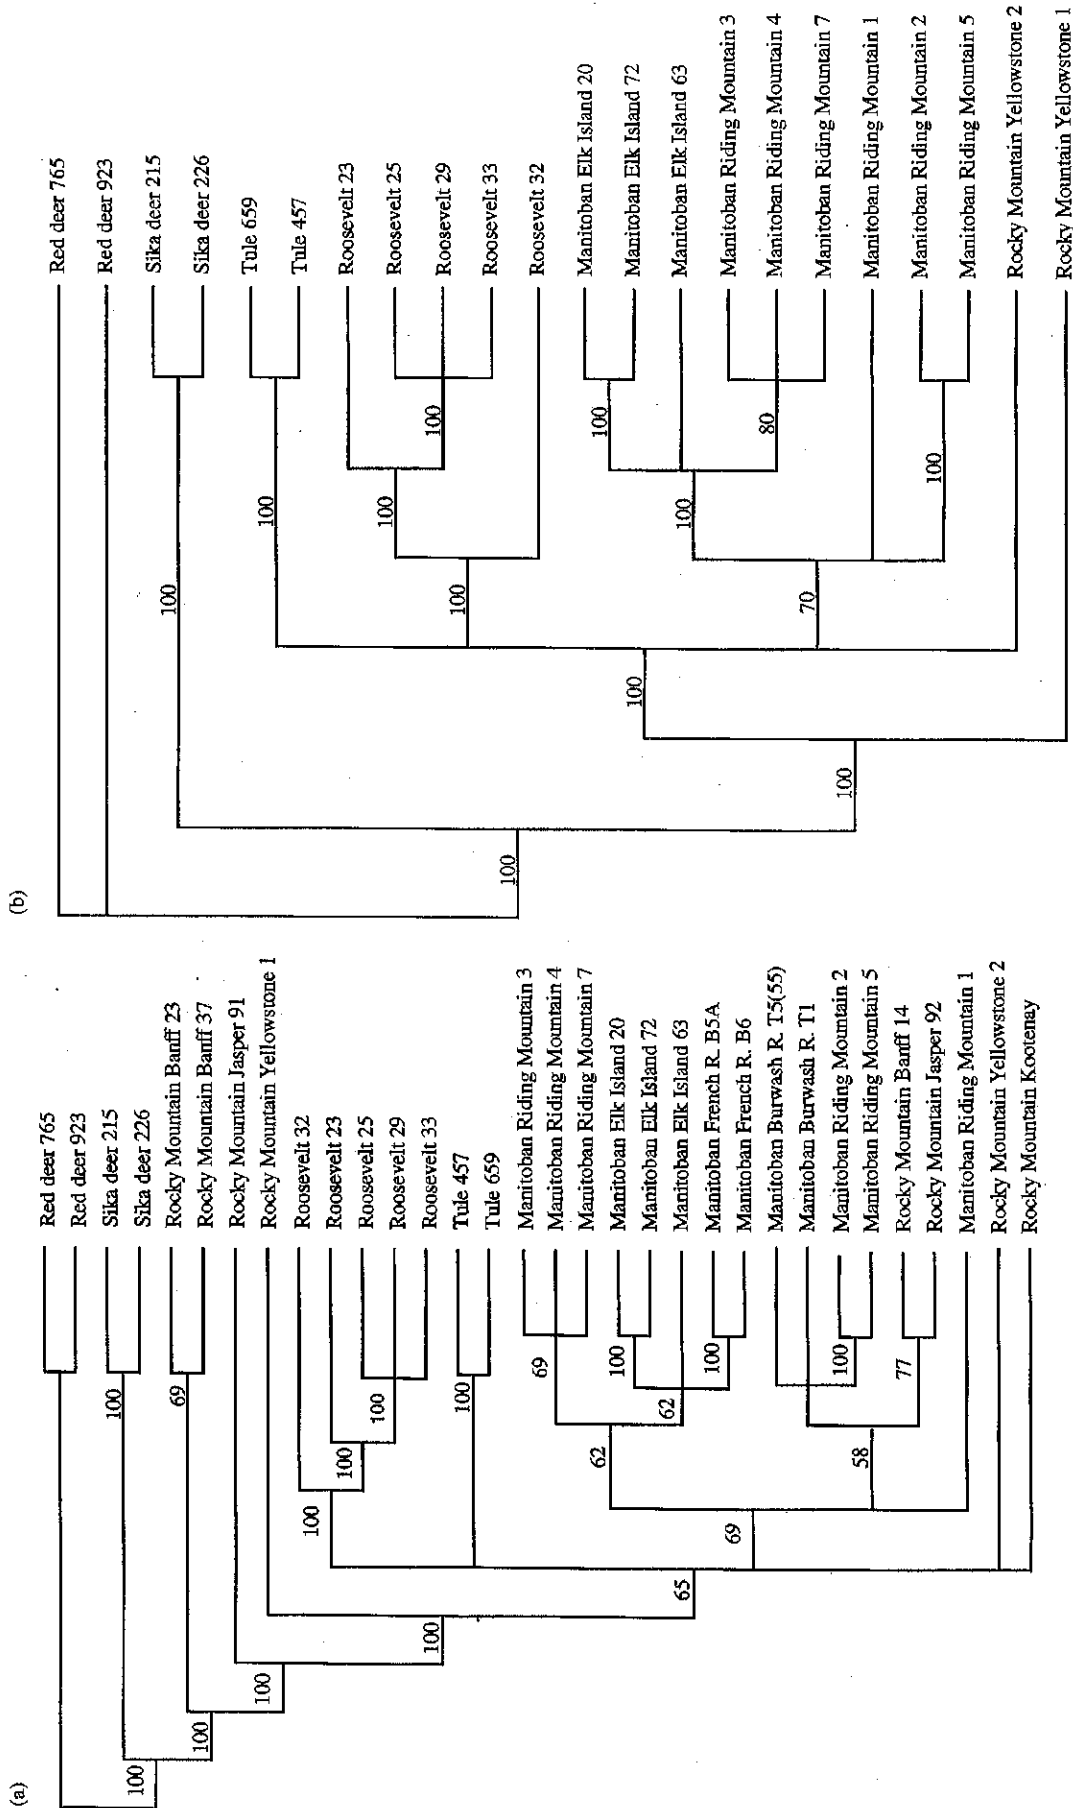 (a)
Red deer 765
Red deer 923
Sika deer 215
Sika deer 226
Rocky Mountain Banff 23
Rocky Mountain Banff 37
Rocky Mountain Jasper 91
Rocky Mountain Yellowstone 1
Roosevelt 32
Roosevelt 23
Roosevelt 25
Roosevelt 29
Roosevelt 33
Tule 457
Tule 659
Manitoban Riding Mountain 3
Manitoban Riding Mountain 4
Manitoban Riding Mountain 7
Manitoban Elk Island 20
Manitoban Elk Island 72
Manitoban Elk Island 63
Manitoban French R. B5A
Manitoban French R. B6
Manitoban Burwash R. T5(55)
Manitoban Burwash R. T1
Manitoban Riding Mountain 2
Manitoban Riding Mountain 5
Rocky Mountain Banff 14
Rocky Mountain Jasper 92
Manitoban Riding Mountain 1
Rocky Mountain Yellowstone 2
Rocky Mountain Kootenay
100
100
100
69
100
100
100
100
100
100
65
69
62
69
62
100
100
58
100
77
(b)
Red deer 765
Red deer 923
Sika deer 215
Sika deer 226
Tule 659
Tule 457
Roosevelt 23
Roosevelt 25
Roosevelt 29
Roosevelt 33
Roosevelt 32
Manitoban Elk Island 20
Manitoban Elk Island 72
Manitoban Elk Island 63
Manitoban Riding Mountain 3
Manitoban Riding Mountain 4
Manitoban Riding Mountain 7
Manitoban Riding Mountain 1
Manitoban Riding Mountain 2
Manitoban Riding Mountain 5
Rocky Mountain Yellowstone 2
Rocky Mountain Yellowstone 1
100
100
100
100
100
100
100
100
70
100
100
80
100